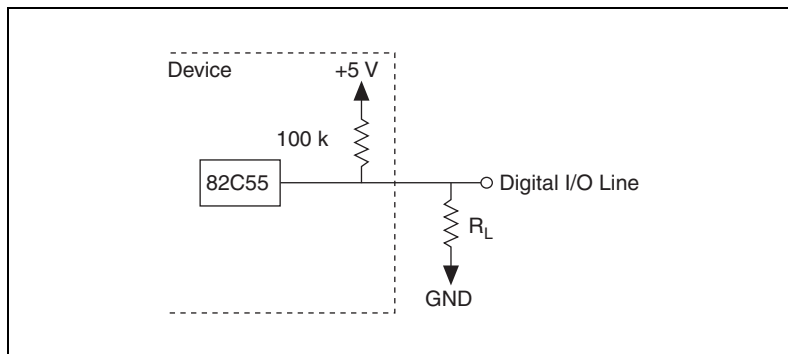 Device
+5 V
100 k
82C55
Digital I/O Line
RL
GND